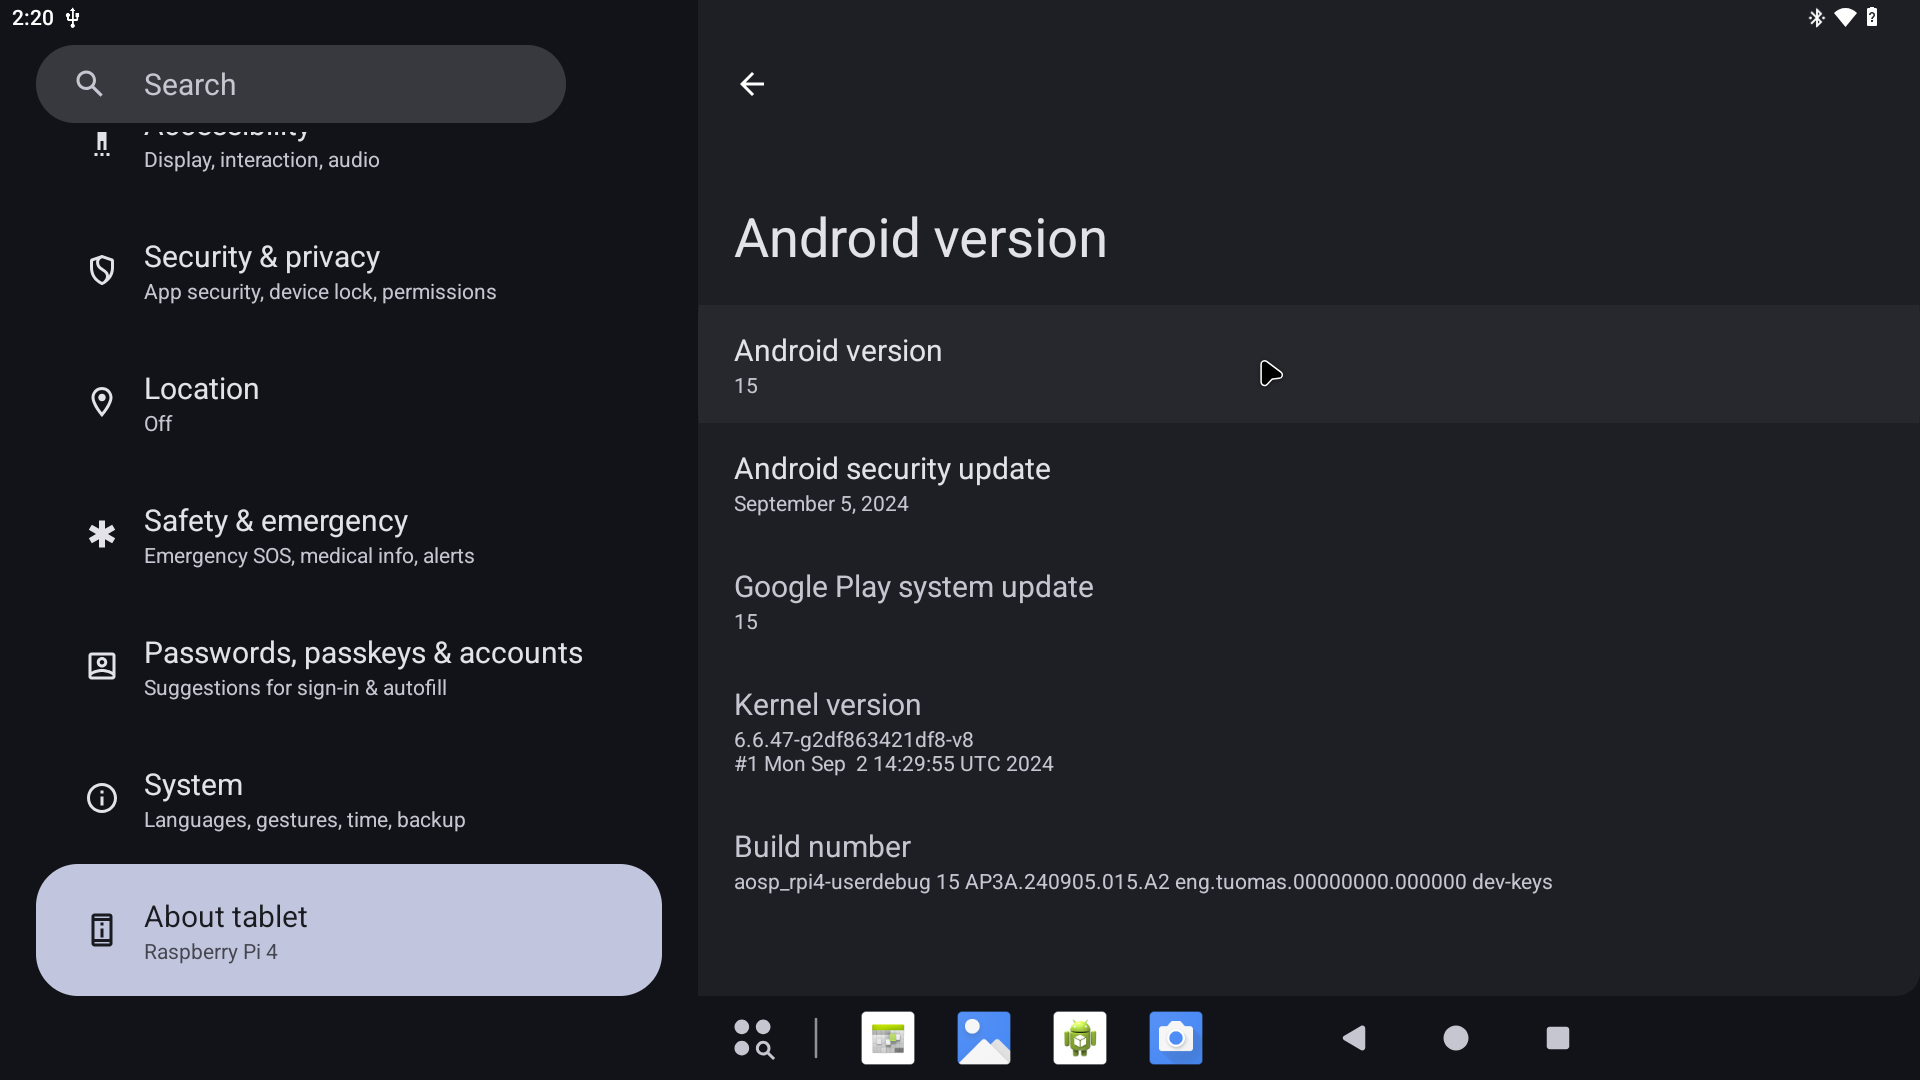 2:20
Search
Accessibility
Display, interaction, audio
Security & privacy
App security, device lock, permissions
Location
Off
Safety & emergency
Emergency SOS, medical info, alerts
Passwords, passkeys & accounts
Suggestions for sign-in & autofill
System
Languages, gestures, time, backup
About tablet
Raspberry Pi 4
Android version
Android version
15
Android security update
September 5, 2024
Google Play system update
15
Kernel version
6.6.47-g2df863421df8-v8
#1 Mon Sep  2 14:29:55 UTC 2024
Build number
aosp_rpi4-userdebug 15 AP3A.240905.015.A2 eng.tuomas.00000000.000000 dev-keys